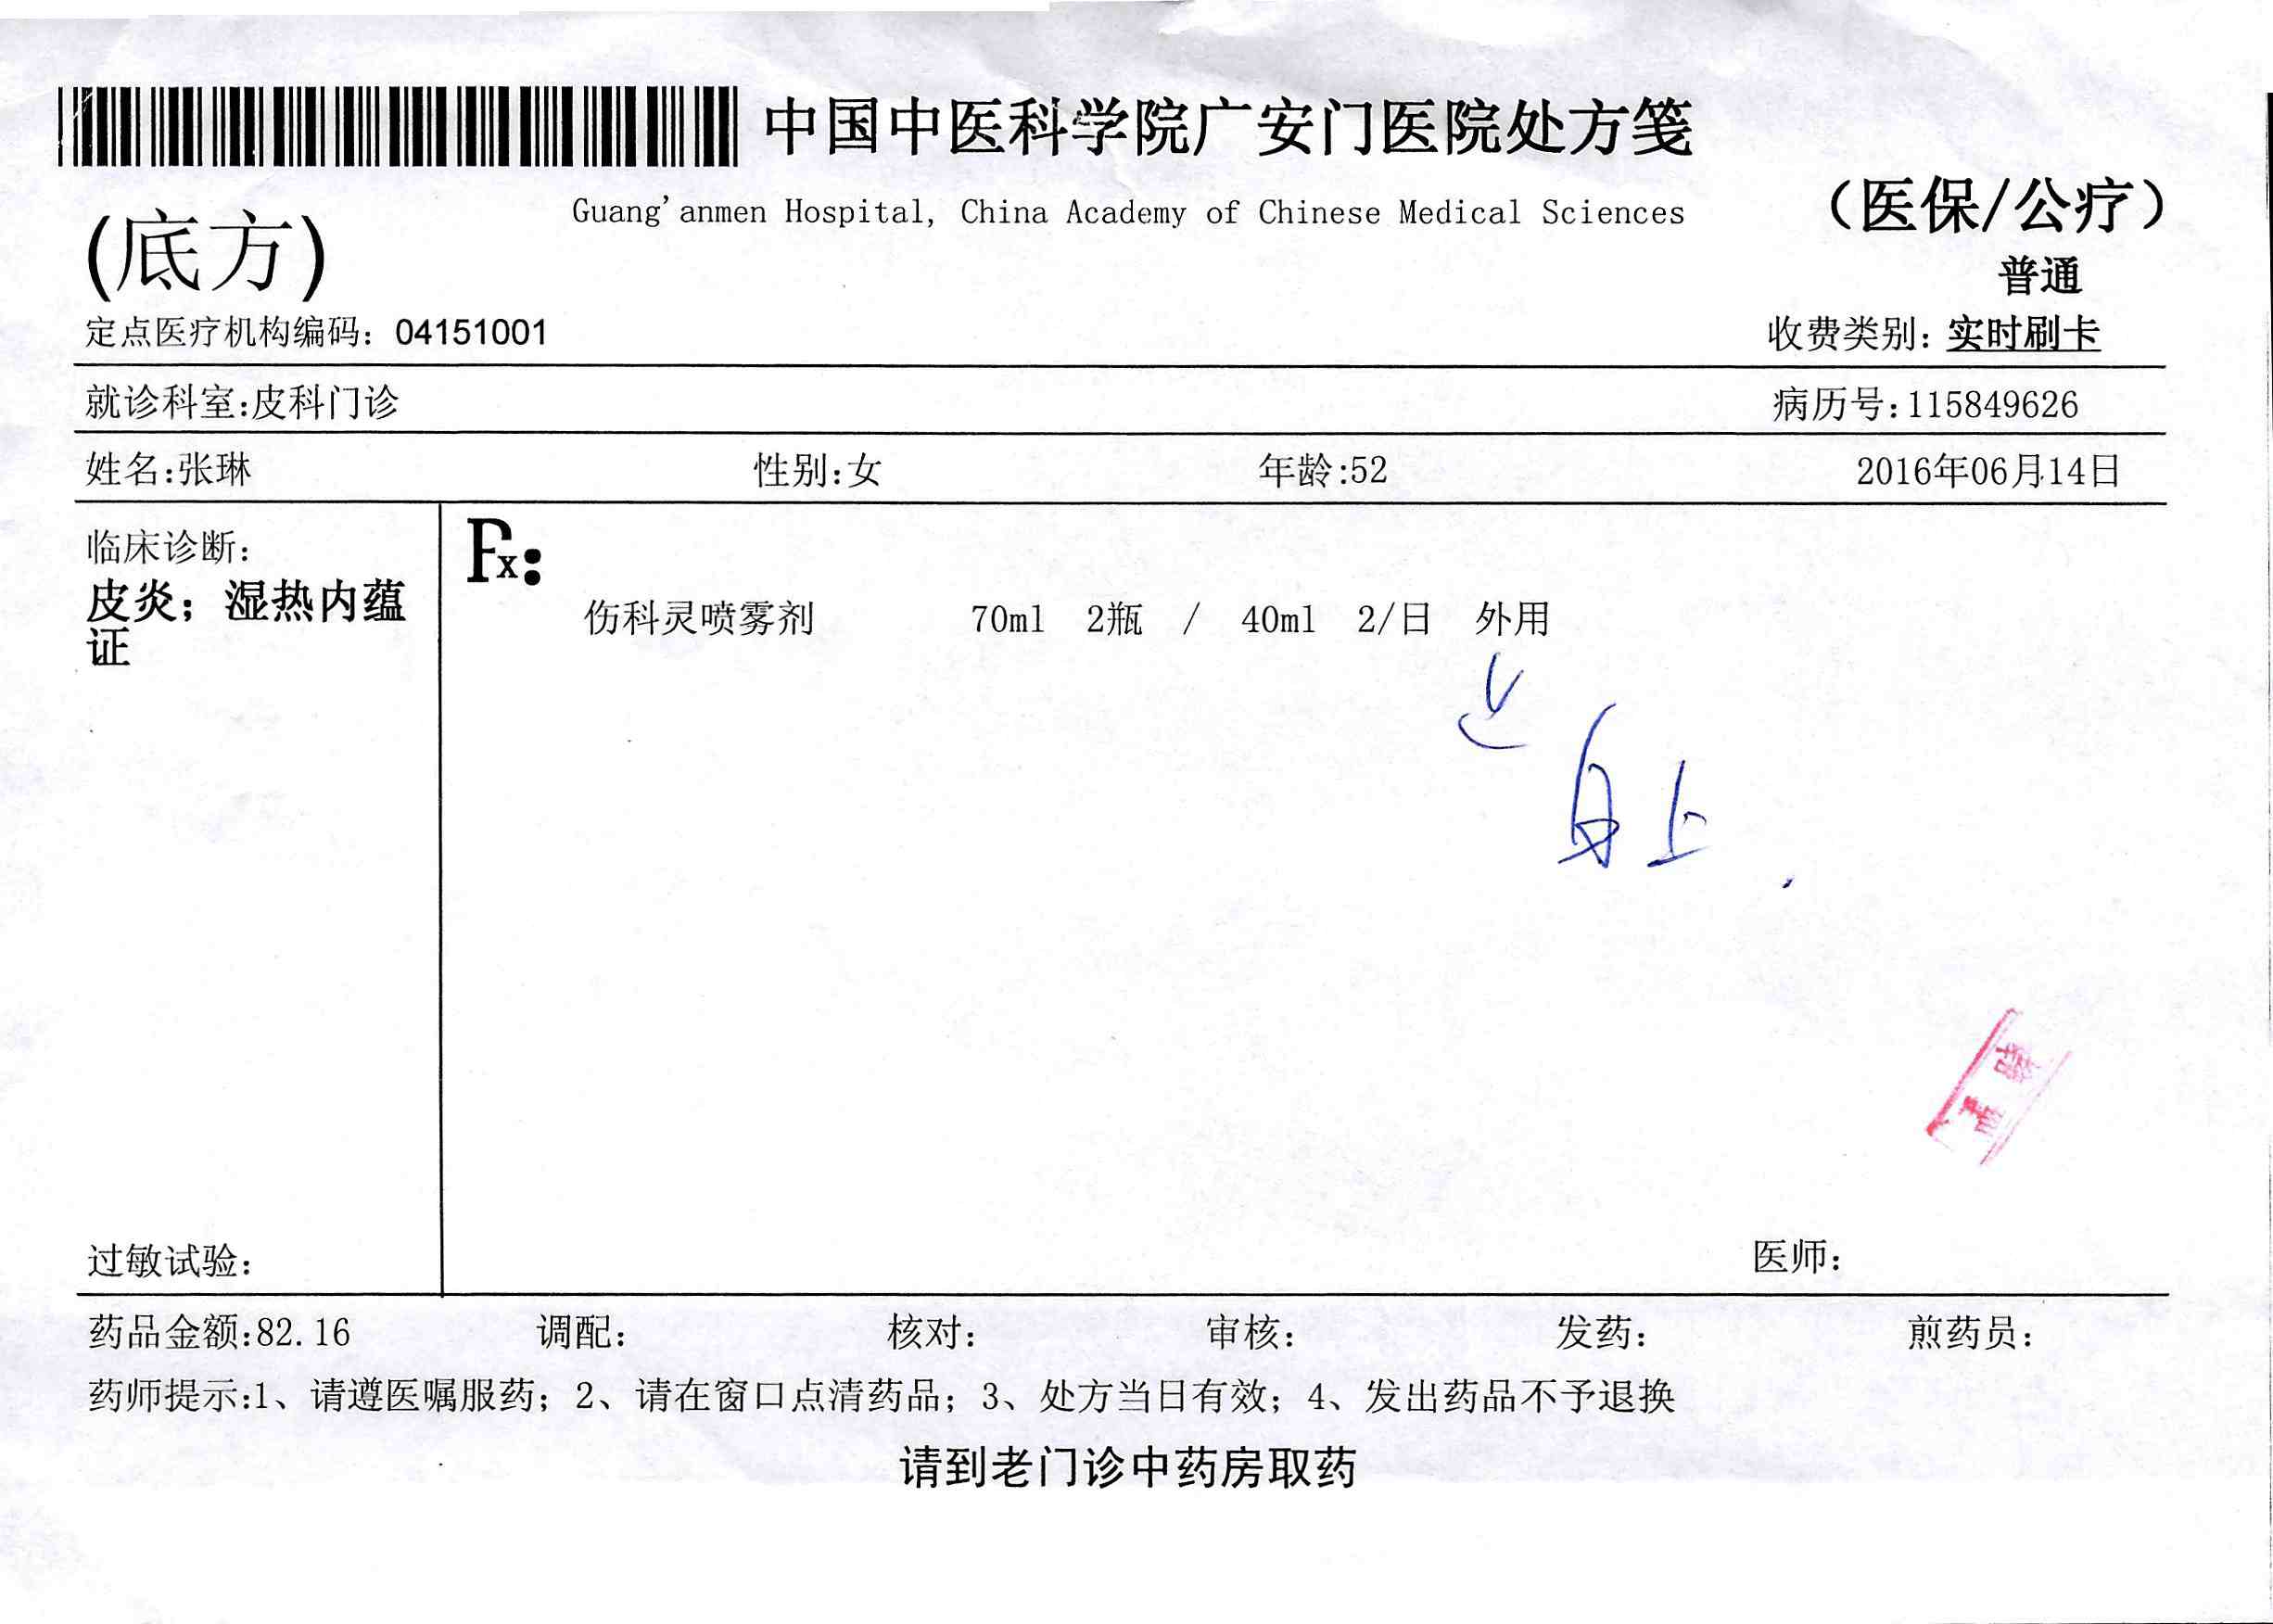 中国中医科学院广安门医院处方笺
Guang'anmen Hospital, China Academy of Chinese Medical Sciences
(医保/公疗)
(底方)
普通
定点医疗机构编码: 04151001 收费类别: 实时刷卡
就诊科室:皮科门诊 病历号:115849626
姓名:张琳 性别:女 年龄:52 2016年06月14日
临床诊断:
皮炎; 湿热内蕴
证
Rx:
伤科灵喷雾剂 70ml 2瓶 / 40ml 2/日 外用
身上
过敏试验: 医师:
药品金额:82.16 调配: 核对: 审核: 发药: 煎药员:
药师提示:1、请遵医嘱服药; 2、请在窗口点清药品; 3、处方当日有效; 4、发出药品不予退换
请到老门诊中药房取药